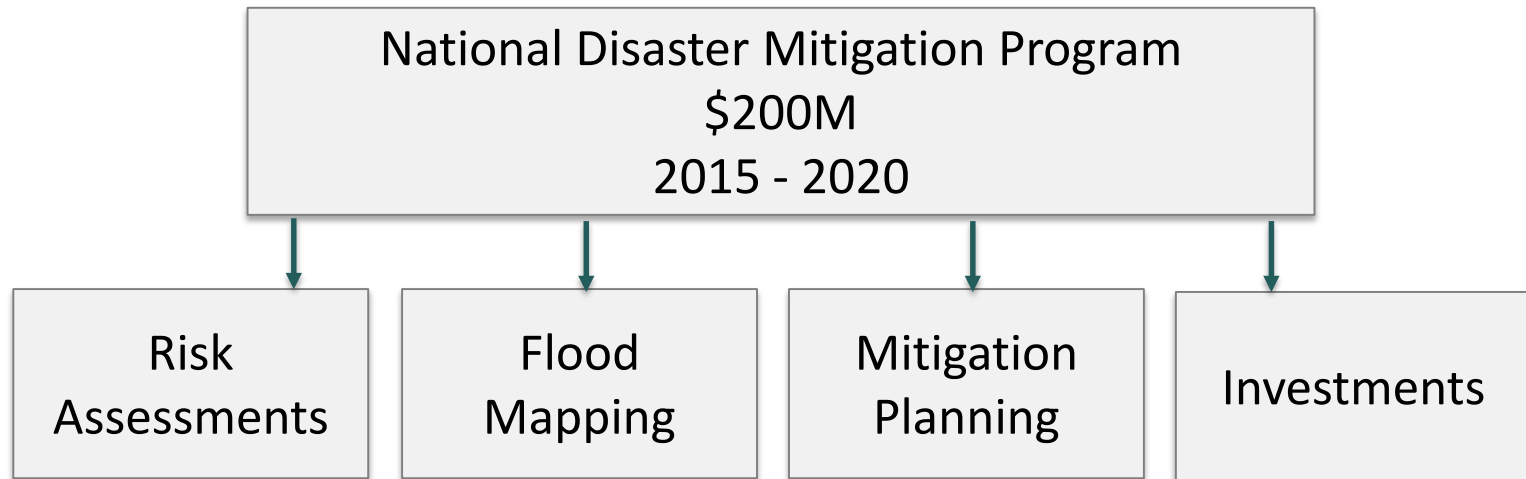 National Disaster Mitigation Program
$200M
2015 - 2020
Risk
Assessments
Flood
Mapping
Mitigation
Planning
Investments